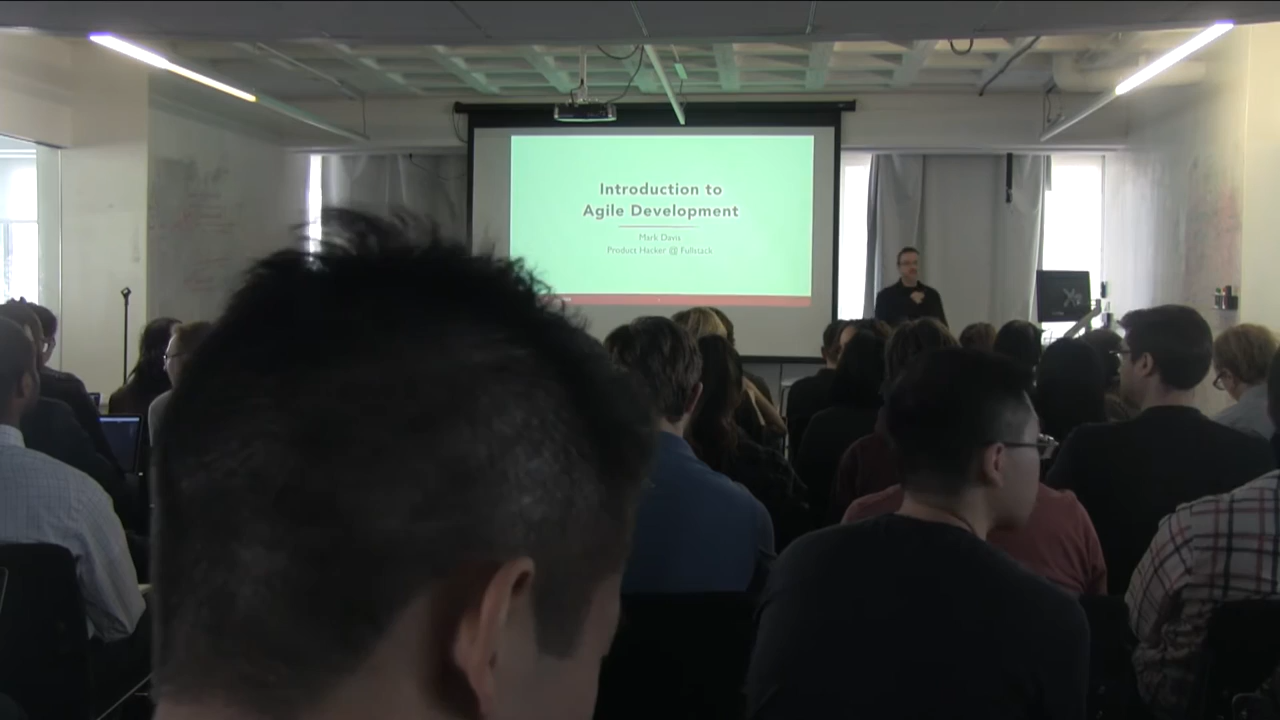 Introduction to
Agile Development
Mark Davis
Product Hacker @ Fullstack